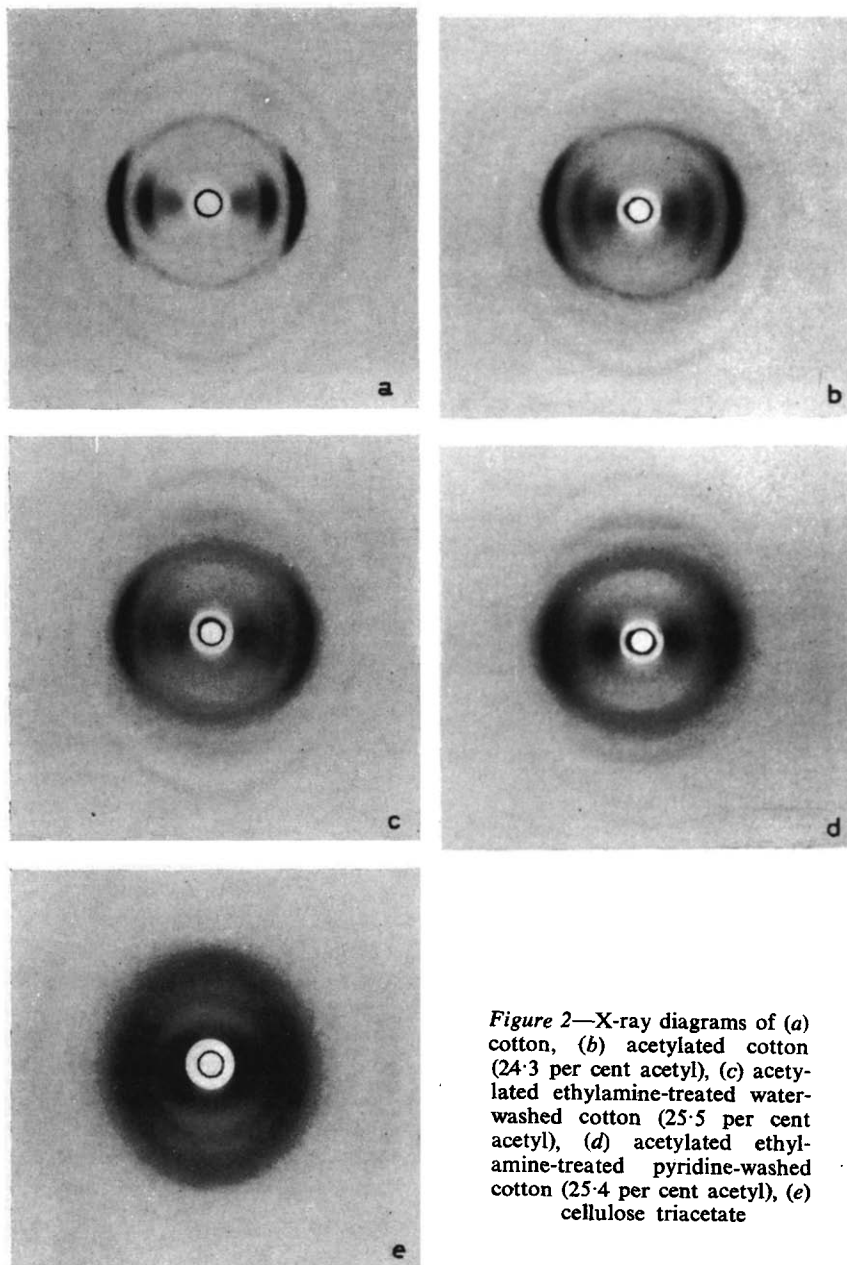 a
b
c
d
e
Figure 2—X-ray diagrams of (a)
cotton, (b) acetylated cotton
(24·3 per cent acetyl), (c) acety-
lated ethylamine-treated water-
washed cotton (25·5 per cent
acetyl), (d) acetylated ethyl-
amine-treated pyridine-washed
cotton (25·4 per cent acetyl), (e)
cellulose triacetate